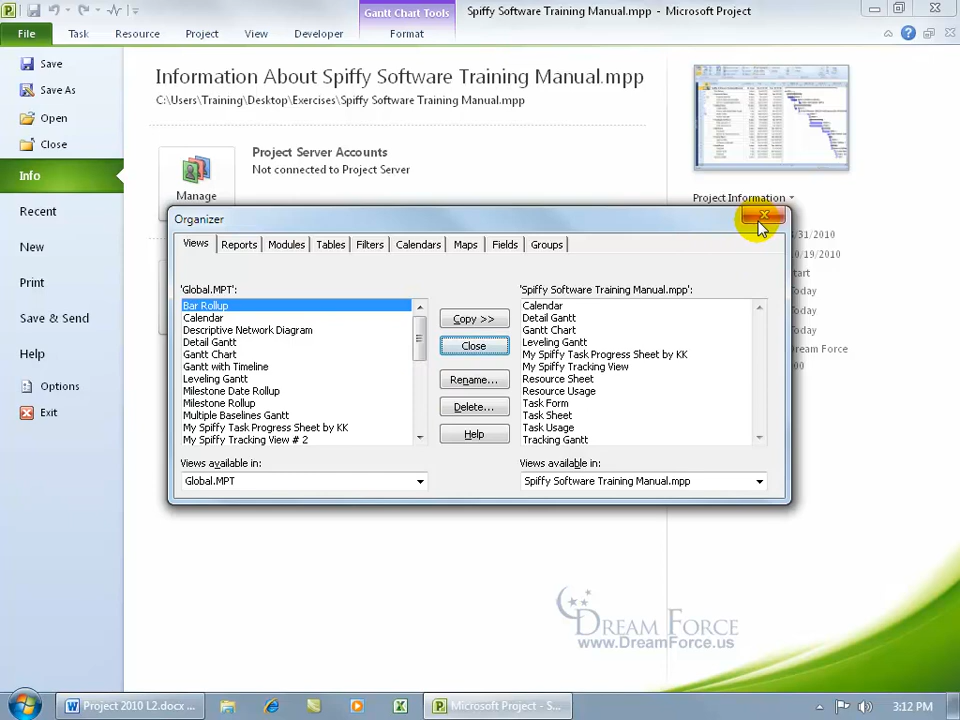 Gantt Chart Tools
Spiffy Software Training Manual.mpp - Microsoft Project
File
Task
Resource
Project
View
Developer
Format
Save
Save As
Open
Close
Info
Recent
New
Print
Save & Send
Help
Options
Exit
Information About Spiffy Software Training Manual.mpp
C:\Users\Training\Desktop\Exercises\Spiffy Software Training Manual.mpp
Project Server Accounts
Not connected to Project Server
Manage
Project Information
/31/2010
0/19/2010
Today
Today
Today
Dream Force
Organizer
Views
Reports
Modules
Tables
Filters
Calendars
Maps
Fields
Groups
'Global.MPT':
Bar Rollup
Calendar
Descriptive Network Diagram
Detail Gantt
Gantt Chart
Gantt with Timeline
Leveling Gantt
Milestone Date Rollup
Milestone Rollup
Multiple Baselines Gantt
My Spiffy Task Progress Sheet by KK
My Spiffy Tracking View # 2
Views available in:
Global.MPT
Copy >>
Close
Rename...
Delete...
Help
'Spiffy Software Training Manual.mpp':
Calendar
Detail Gantt
Gantt Chart
Leveling Gantt
My Spiffy Task Progress Sheet by KK
My Spiffy Tracking View
Resource Sheet
Resource Usage
Task Form
Task Sheet
Task Usage
Tracking Gantt
Views available in:
Spiffy Software Training Manual.mpp
DREAM FORCE
www.DreamForce.us
Project 2010 L2.docx ...
Microsoft Project - S...
3:12 PM